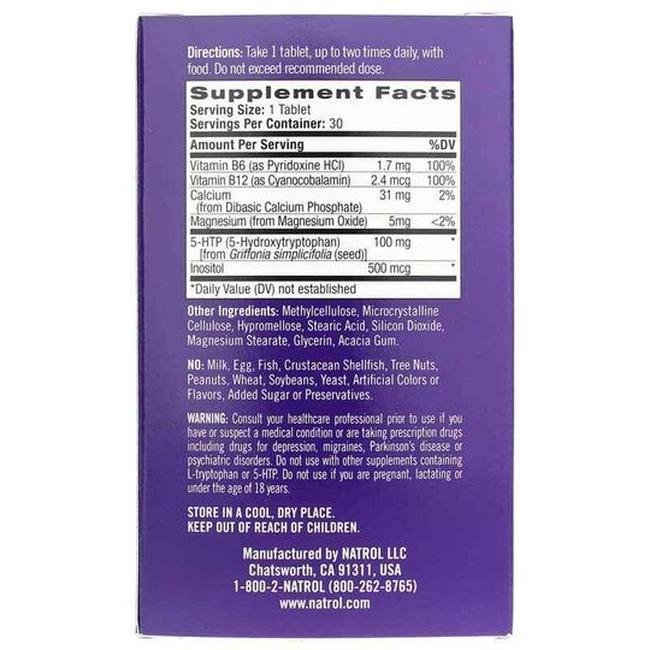 Directions: Take 1 tablet, up to two times daily, with
food. Do not exceed recommended dose.
Supplement Facts
Serving Size: 1 Tablet
Servings Per Container: 30
Amount Per Serving %DV
Vitamin B6 (as Pyridoxine HCl) 1.7 mg 100%
Vitamin B12 (as Cyanocobalamin) 2.4 mcg 100%
Calcium 31 mg 2%
(from Dibasic Calcium Phosphate)
Magnesium (from Magnesium Oxide) 5mg <2%
5-HTP (5-Hydroxytryptophan) 100 mg *
[from Griffonia simplicifolia (seed)]
Inositol 500 mcg *
*Daily Value (DV) not established
Other Ingredients: Methylcellulose, Microcrystalline
Cellulose, Hypromellose, Stearic Acid, Silicon Dioxide,
Magnesium Stearate, Glycerin, Acacia Gum.
NO: Milk, Egg, Fish, Crustacean Shellfish, Tree Nuts,
Peanuts, Wheat, Soybeans, Yeast, Artificial Colors or
Flavors, Added Sugar or Preservatives.
WARNING: Consult your healthcare professional prior to use if you
have or suspect a medical condition or are taking prescription drugs
including drugs for depression, migraines, Parkinson's disease or
psychiatric disorders. Do not use with other supplements containing
L-tryptophan or 5-HTP. Do not use if you are pregnant, lactating or
under the age of 18 years.
STORE IN A COOL, DRY PLACE.
KEEP OUT OF REACH OF CHILDREN.
Manufactured by NATROL LLC
Chatsworth, CA 91311, USA
1-800-2-NATROL (800-262-8765)
www.natrol.com